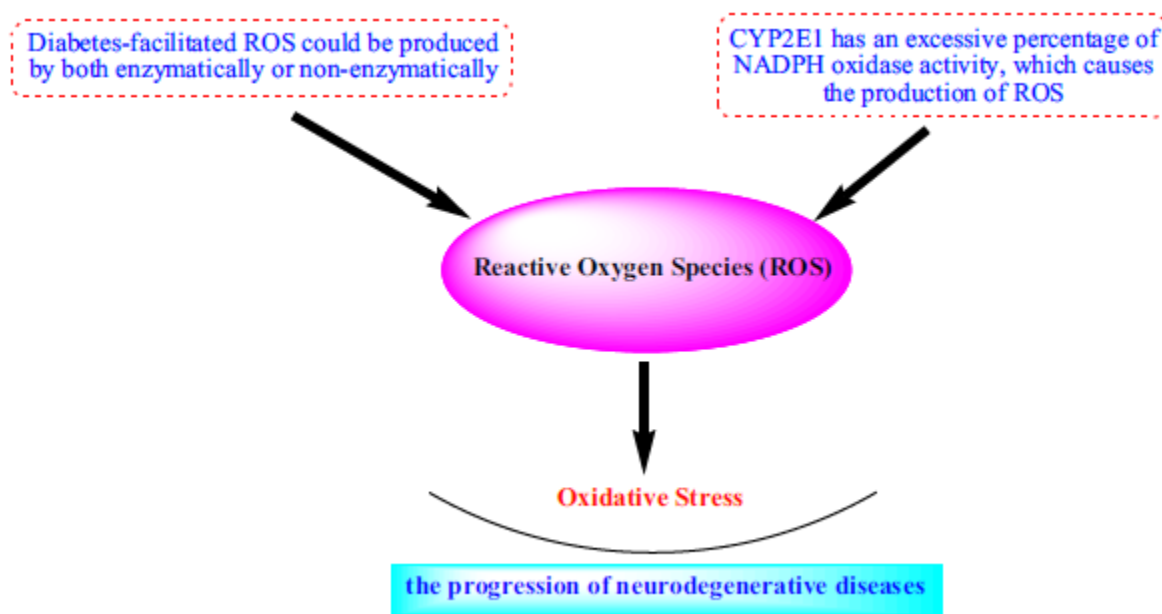 Diabetes-facilitated ROS could be produced
by both enzymatically or non-enzymatically
CYP2E1 has an excessive percentage of
NADPH oxidase activity, which causes
the production of ROS
Reactive Oxygen Species (ROS)
Oxidative Stress
the progression of neurodegenerative diseases